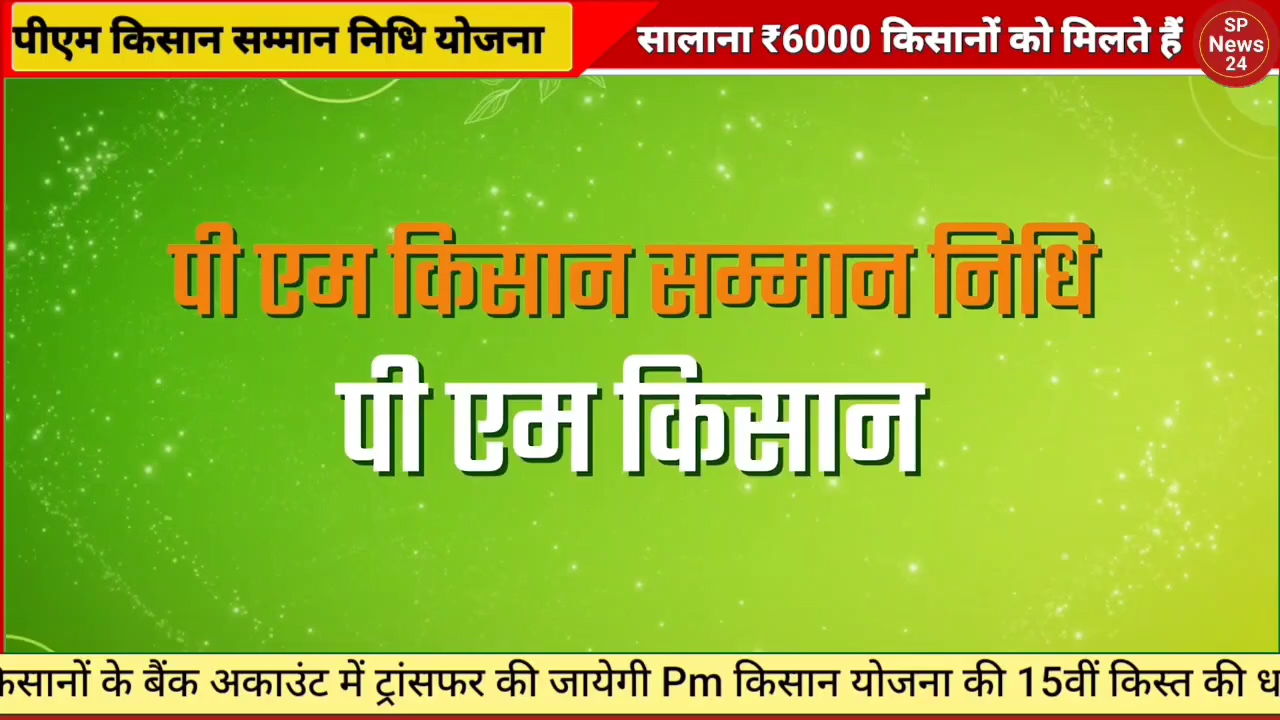 पीएम किसान सम्मान निधि योजना
सालाना ₹6000 किसानों को मिलते हैं
SP
News
24
पी एम किसान सम्मान निधि
पी एम किसान
के बैंक अकाउंट में ट्रांसफर की जायेगी Pm किसान योजना की 15वीं किस्त की